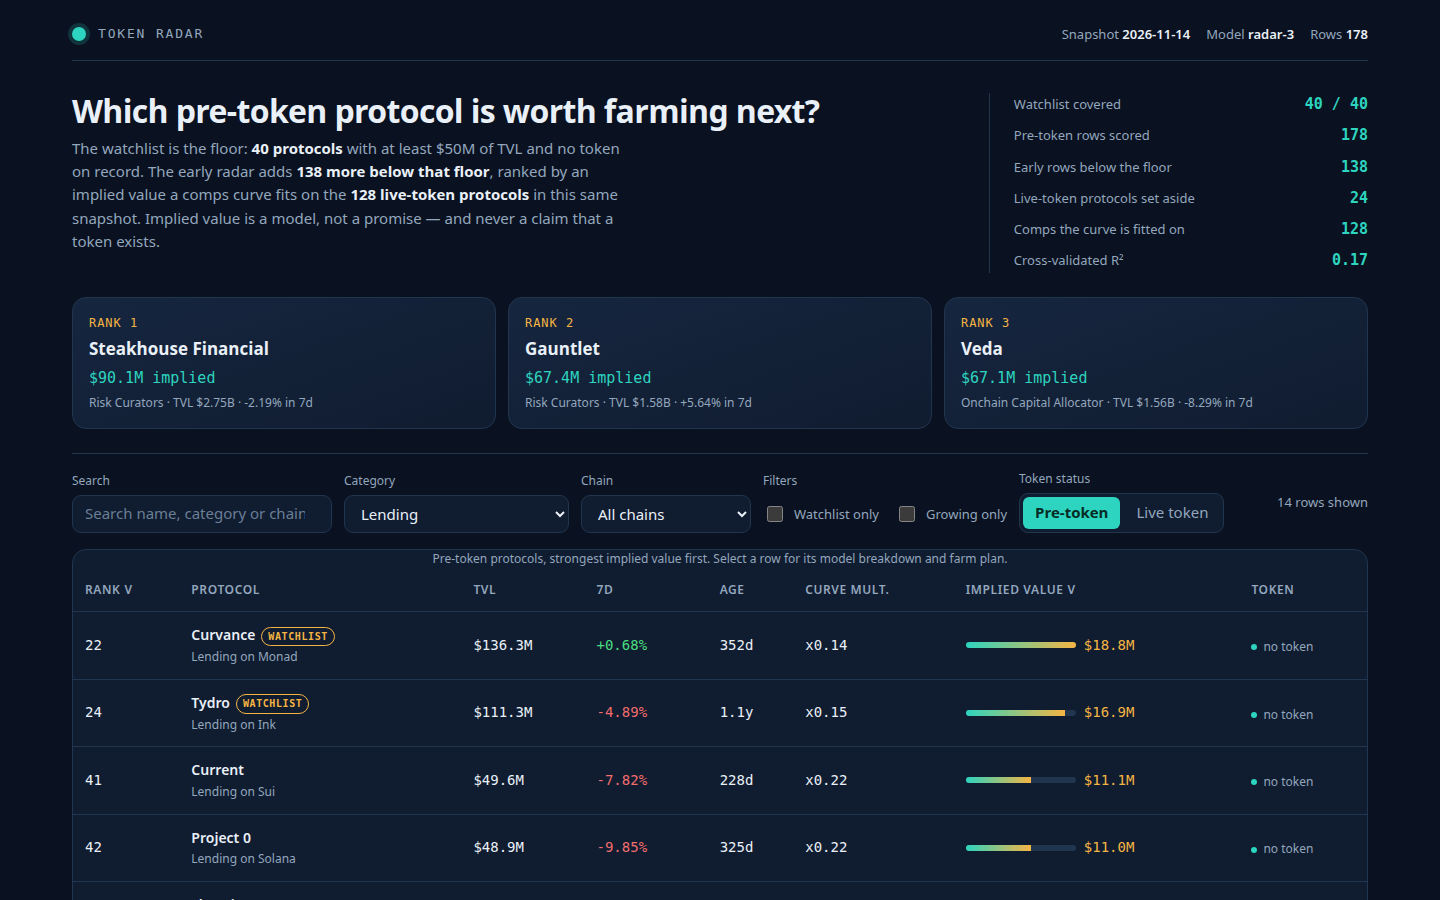 TOKEN RADAR
Snapshot 2026-11-14 Model radar-3 Rows 178
Which pre-token protocol is worth farming next?
The watchlist is the floor: 40 protocols with at least $50M of TVL and no token
on record. The early radar adds 138 more below that floor, ranked by an
implied value a comps curve fits on the 128 live-token protocols in this same
snapshot. Implied value is a model, not a promise — and never a claim that a
token exists.
Watchlist covered 40 / 40
Pre-token rows scored 178
Early rows below the floor 138
Live-token protocols set aside 24
Comps the curve is fitted on 128
Cross-validated R² 0.17
RANK 1
Steakhouse Financial
$90.1M implied
Risk Curators · TVL $2.75B · -2.19% in 7d
RANK 2
Gauntlet
$67.4M implied
Risk Curators · TVL $1.58B · +5.64% in 7d
RANK 3
Veda
$67.1M implied
Onchain Capital Allocator · TVL $1.56B · -8.29% in 7d
Search
Search name, category or chain
Category
Lending
Chain
All chains
Filters
Watchlist only
Growing only
Token status
Pre-token Live token
14 rows shown
Pre-token protocols, strongest implied value first. Select a row for its model breakdown and farm plan.
RANK V PROTOCOL TVL 7D AGE CURVE MULT. IMPLIED VALUE V TOKEN
22 Curvance WATCHLIST $136.3M +0.68% 352d x0.14 $18.8M no token
Lending on Monad
24 Tydro WATCHLIST $111.3M -4.89% 1.1y x0.15 $16.9M no token
Lending on Ink
41 Current $49.6M -7.82% 228d x0.22 $11.1M no token
Lending on Sui
42 Project 0 $48.9M -9.85% 325d x0.22 $11.0M no token
Lending on Solana